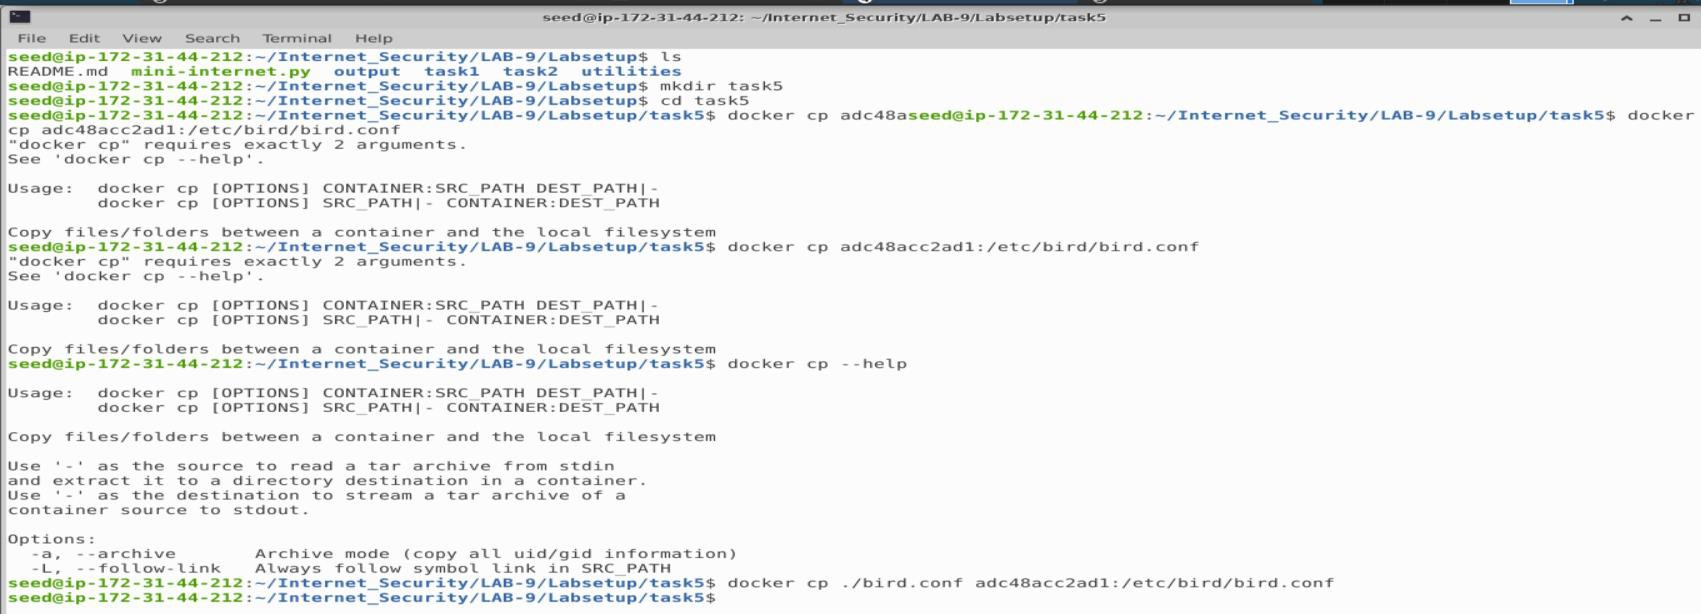 seed@ip-172-31-44-212: ~/Internet_Security/LAB-9/Labsetup/task5
File Edit View Search Terminal Help
seed@ip-172-31-44-212:~/Internet_Security/LAB-9/Labsetup$ ls
README.md mini-internet.py output task1 task2 utilities
seed@ip-172-31-44-212:~/Internet_Security/LAB-9/Labsetup$ mkdir task5
seed@ip-172-31-44-212:~/Internet_Security/LAB-9/Labsetup$ cd task5
seed@ip-172-31-44-212:~/Internet_Security/LAB-9/Labsetup/task5$ docker cp adc48aseed@ip-172-31-44-212:~/Internet_Security/LAB-9/Labsetup/task5$ docker
cp adc48acc2ad1:/etc/bird/bird.conf
"docker cp" requires exactly 2 arguments.
See 'docker cp --help'.
Usage:  docker cp [OPTIONS] CONTAINER:SRC_PATH DEST_PATH|-
docker cp [OPTIONS] SRC_PATH|- CONTAINER:DEST_PATH
Copy files/folders between a container and the local filesystem
seed@ip-172-31-44-212:~/Internet_Security/LAB-9/Labsetup/task5$ docker cp adc48acc2ad1:/etc/bird/bird.conf
"docker cp" requires exactly 2 arguments.
See 'docker cp --help'.
Usage:  docker cp [OPTIONS] CONTAINER:SRC_PATH DEST_PATH|-
docker cp [OPTIONS] SRC_PATH|- CONTAINER:DEST_PATH
Copy files/folders between a container and the local filesystem
seed@ip-172-31-44-212:~/Internet_Security/LAB-9/Labsetup/task5$ docker cp --help
Usage:  docker cp [OPTIONS] CONTAINER:SRC_PATH DEST_PATH|-
docker cp [OPTIONS] SRC_PATH|- CONTAINER:DEST_PATH
Copy files/folders between a container and the local filesystem
Use '-' as the source to read a tar archive from stdin
and extract it to a directory destination in a container.
Use '-' as the destination to stream a tar archive of a
container source to stdout.
Options:
-a, --archive       Archive mode (copy all uid/gid information)
-L, --follow-link   Always follow symbol link in SRC_PATH
seed@ip-172-31-44-212:~/Internet_Security/LAB-9/Labsetup/task5$ docker cp ./bird.conf adc48acc2ad1:/etc/bird/bird.conf
seed@ip-172-31-44-212:~/Internet_Security/LAB-9/Labsetup/task5$